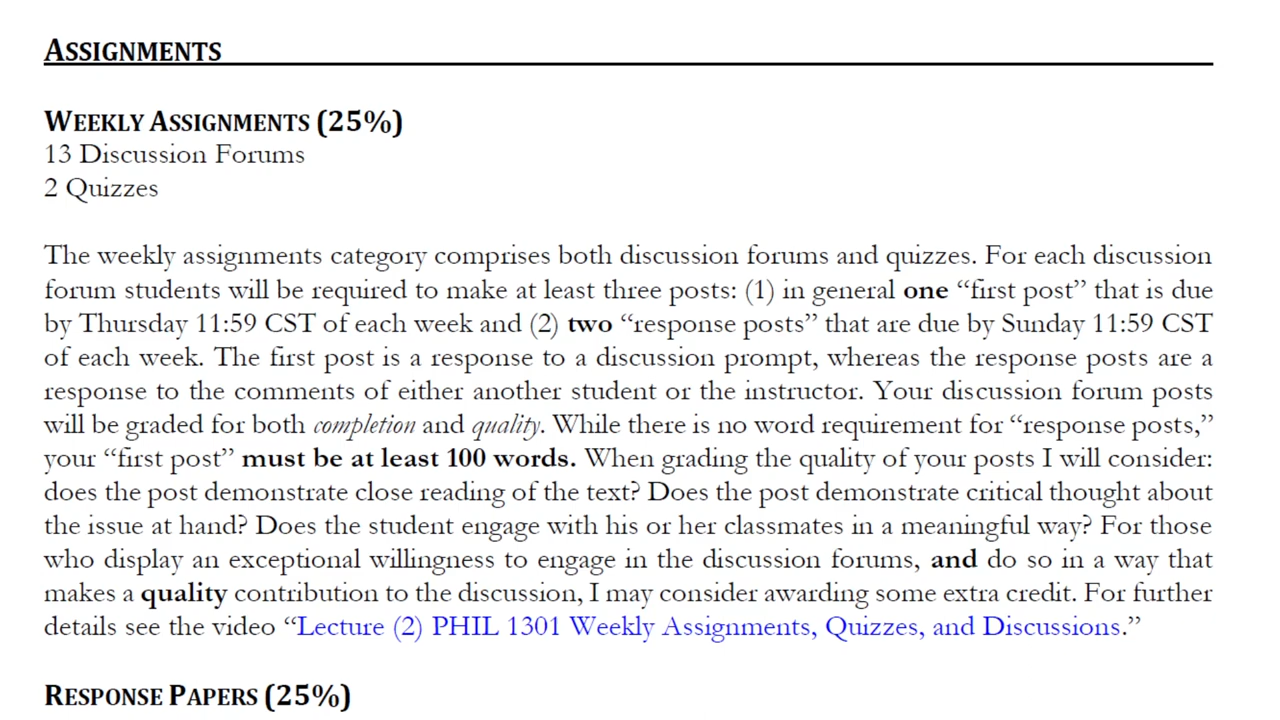 ASSIGNMENTS
WEEKLY ASSIGNMENTS (25%)
13 Discussion Forums
2 Quizzes
The weekly assignments category comprises both discussion forums and quizzes. For each discussion
forum students will be required to make at least three posts: (1) in general one “first post” that is due
by Thursday 11:59 CST of each week and (2) two “response posts” that are due by Sunday 11:59 CST
of each week. The first post is a response to a discussion prompt, whereas the response posts are a
response to the comments of either another student or the instructor. Your discussion forum posts
will be graded for both completion and quality. While there is no word requirement for “response posts,”
your “first post” must be at least 100 words. When grading the quality of your posts I will consider:
does the post demonstrate close reading of the text? Does the post demonstrate critical thought about
the issue at hand? Does the student engage with his or her classmates in a meaningful way? For those
who display an exceptional willingness to engage in the discussion forums, and do so in a way that
makes a quality contribution to the discussion, I may consider awarding some extra credit. For further
details see the video “Lecture (2) PHIL 1301 Weekly Assignments, Quizzes, and Discussions.”
RESPONSE PAPERS (25%)